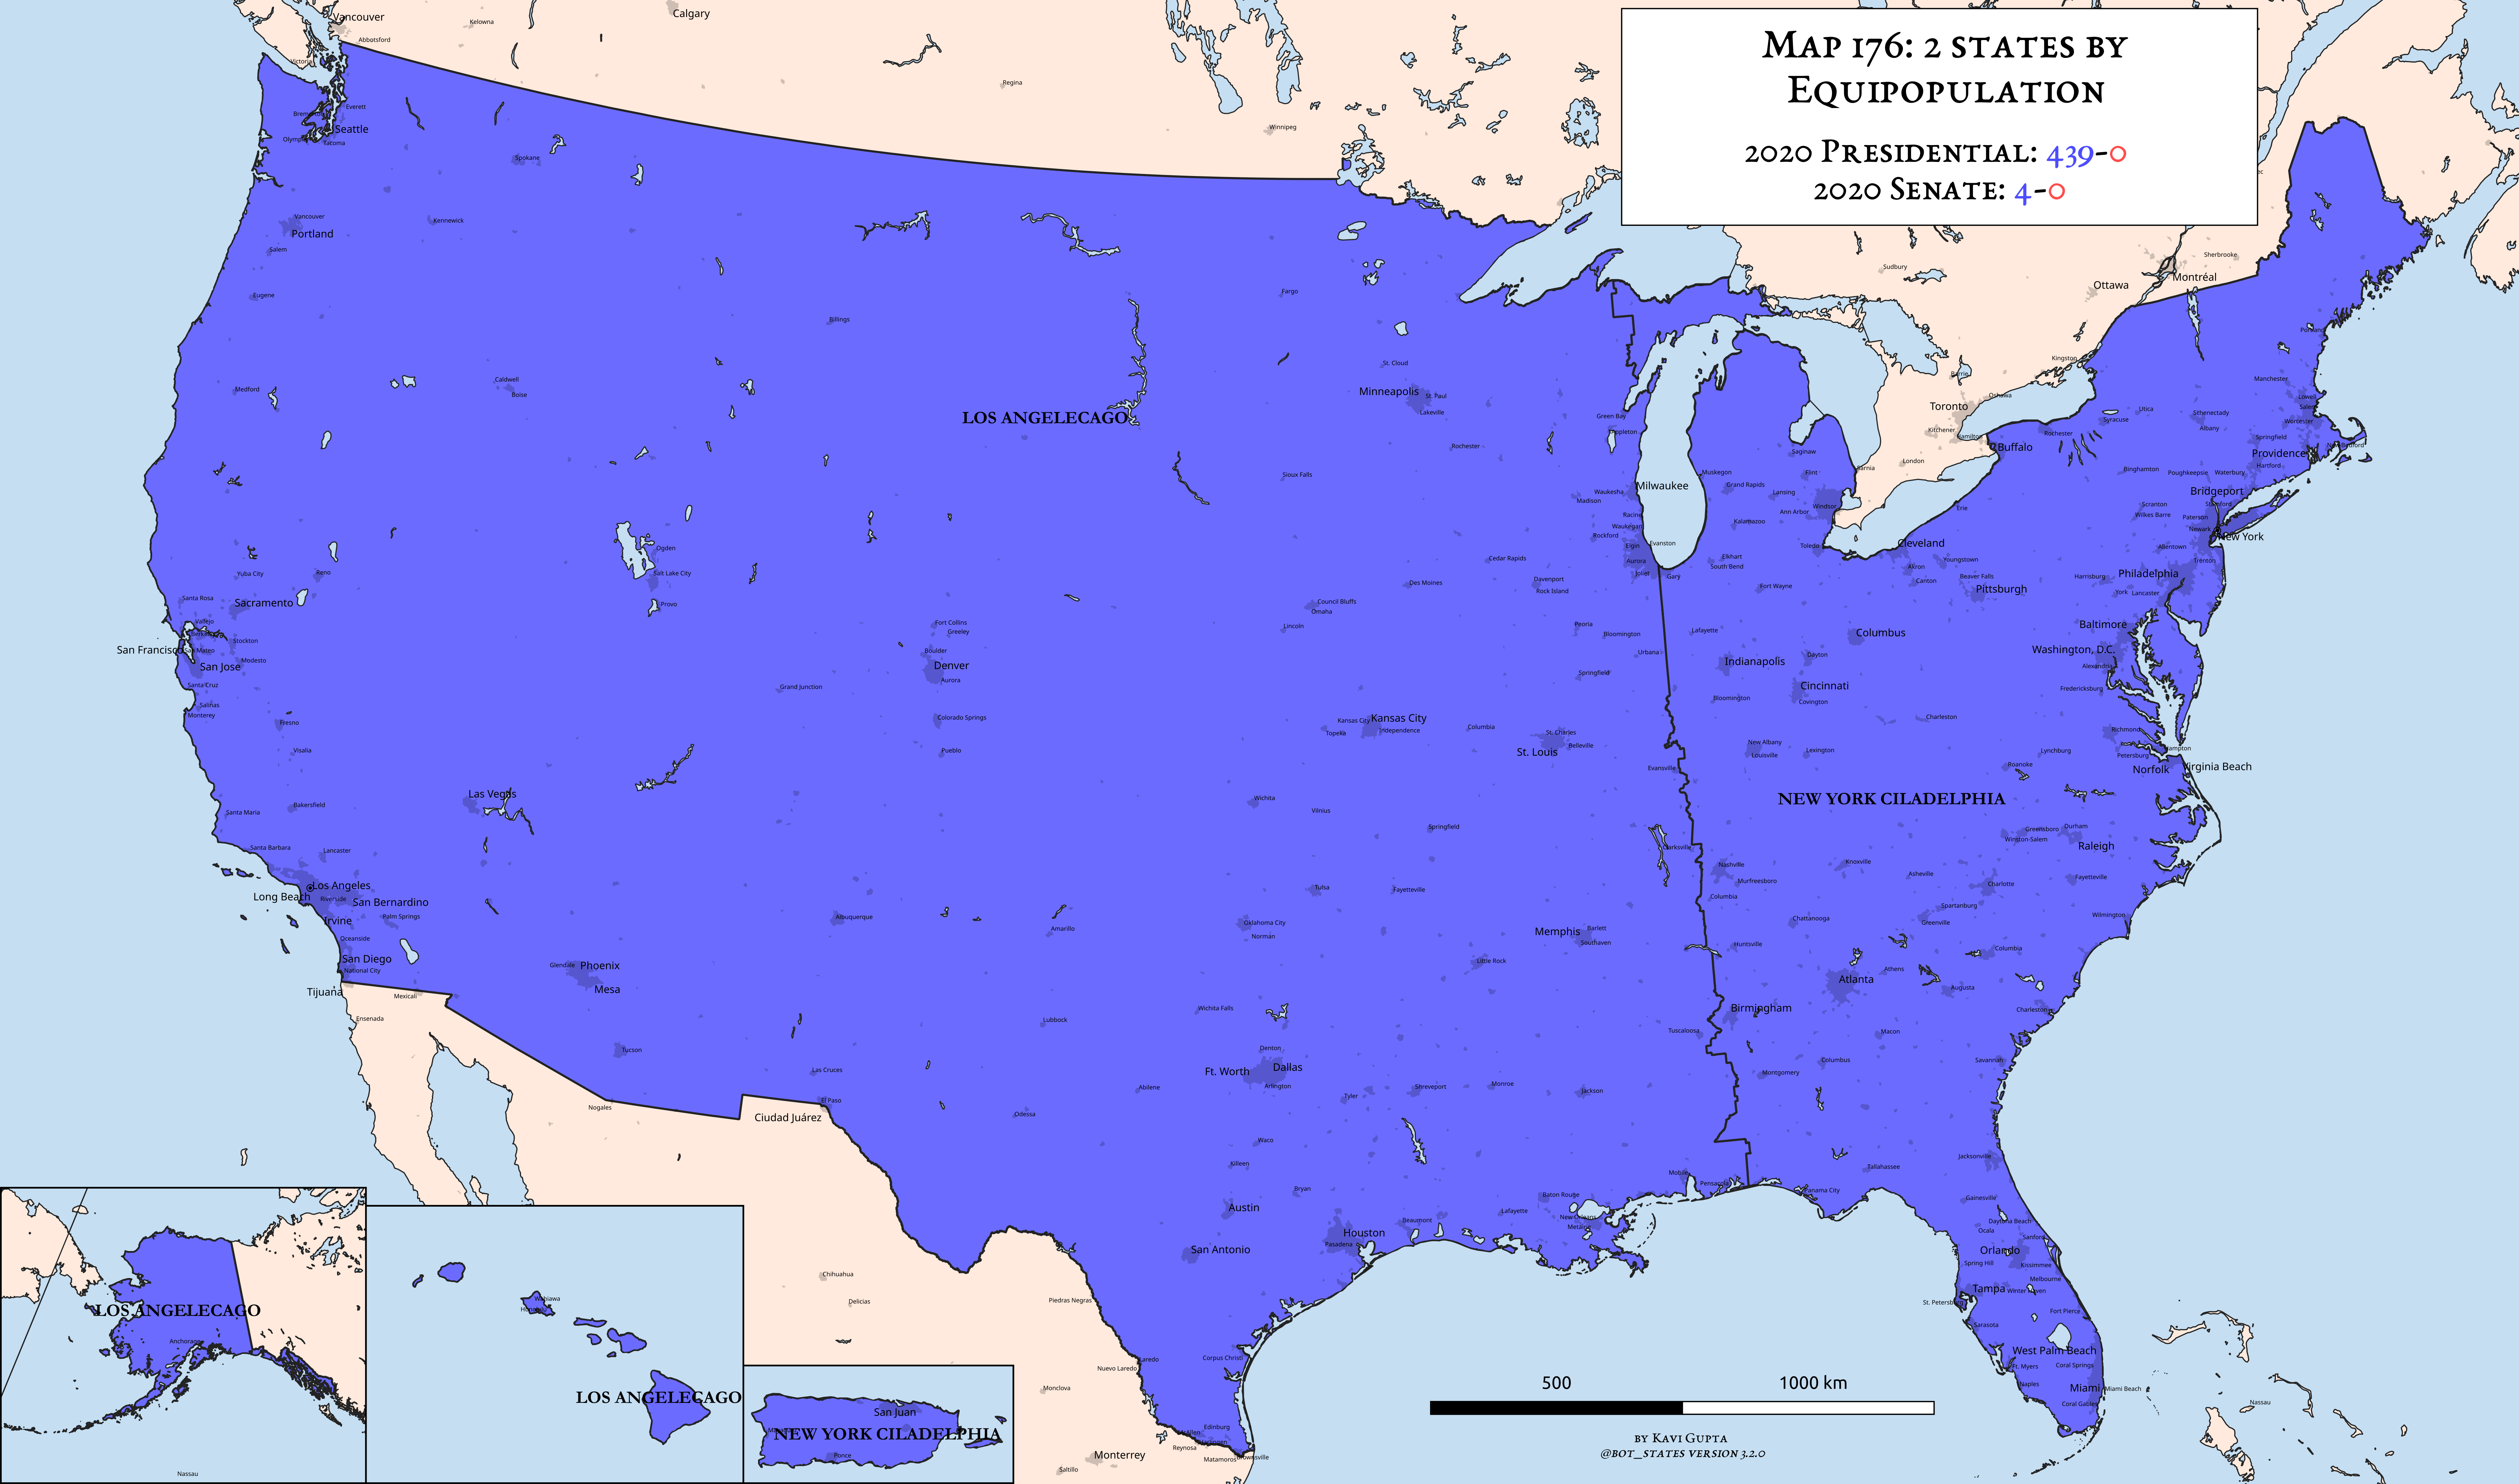 Map 176: 2 states by
Equipopulation
2020 Presidential: 439-0
2020 Senate: 4-0
Vancouver
Abbotsford
Kelowna
Calgary
Regina
Winnipeg
Victoria
Everett
Seattle
Tacoma
Spokane
Vancouver
Portland
Kennewick
Salem
Eugene
Medford
Caldwell
Boise
Billings
Fargo
St. Cloud
Minneapolis
St. Paul
Lakeville
Rochester
Sioux Falls
LOS ANGELECAGO
Green Bay
Appleton
Milwaukee
Waukesha
Madison
Racine
Waukegan
Rockford
Elgin
Evanston
Aurora
Joliet
Gary
Muskegon
Grand Rapids
Saginaw
Flint
Lansing
Ann Arbor
Windsor
Kalamazoo
Elkhart
South Bend
Toledo
Fort Wayne
Sudbury
Ottawa
Montréal
Sherbrooke
Kingston
Barrie
Oshawa
Toronto
Kitchener
Hamilton
London
Sarnia
Buffalo
Rochester
Syracuse
Utica
Schenectady
Albany
Portland
Manchester
Lowell
Salem
Worcester
Springfield
New Bedford
Providence
Hartford
Binghamton
Poughkeepsie
Waterbury
Bridgeport
Stamford
Scranton
Wilkes Barre
Paterson
Newark
New York
Allentown
Trenton
Erie
Cleveland
Youngstown
Akron
Canton
Beaver Falls
Pittsburgh
Harrisburg
Philadelphia
York
Lancaster
Baltimore
Washington, D.C.
Alexandria
Fredericksburg
Ogden
Salt Lake City
Provo
Yuba City
Reno
Santa Rosa
Sacramento
Vallejo
San Francisco
San Mateo
Stockton
Modesto
San Jose
Santa Cruz
Salinas
Monterey
Fresno
Visalia
Bakersfield
Santa Maria
Santa Barbara
Lancaster
Las Vegas
Los Angeles
Long Beach
Riverside
San Bernardino
Irvine
Palm Springs
Oceanside
San Diego
National City
Tijuana
Mexicali
Ensenada
Fort Collins
Greeley
Boulder
Denver
Aurora
Grand Junction
Colorado Springs
Pueblo
Cedar Rapids
Des Moines
Davenport
Rock Island
Council Bluffs
Omaha
Lincoln
Peoria
Bloomington
Urbana
Springfield
Lafayette
Indianapolis
Bloomington
Columbus
Dayton
Cincinnati
Covington
Kansas City
Kansas City
Independence
Topeka
Columbia
St. Charles
St. Louis
Belleville
Evansville
New Albany
Louisville
Lexington
Charleston
Richmond
Lynchburg
Petersburg
Hampton
Roanoke
Norfolk
Virginia Beach
NEW YORK CILADELPHIA
Wichita
Vilnius
Springfield
Clarksville
Nashville
Murfreesboro
Columbia
Knoxville
Asheville
Greensboro
Durham
Winston-Salem
Raleigh
Fayetteville
Charlotte
Spartanburg
Greenville
Wilmington
Chattanooga
Huntsville
Columbia
Athens
Atlanta
Augusta
Charleston
Tulsa
Fayetteville
Oklahoma City
Norman
Memphis
Barlett
Southaven
Little Rock
Albuquerque
Amarillo
Glendale
Phoenix
Mesa
Tucson
Nogales
Las Cruces
El Paso
Ciudad Juárez
Lubbock
Wichita Falls
Denton
Ft. Worth
Dallas
Arlington
Abilene
Odessa
Tyler
Shreveport
Monroe
Jackson
Birmingham
Tuscaloosa
Macon
Columbus
Montgomery
Savannah
Waco
Killeen
Bryan
Austin
San Antonio
Houston
Pasadena
Beaumont
Lafayette
Baton Rouge
New Orleans
Metairie
Mobile
Pensacola
Panama City
Tallahassee
Jacksonville
Gainesville
Daytona Beach
Ocala
Sanford
Orlando
Spring Hill
Kissimmee
Melbourne
Tampa
Winter Haven
St. Petersburg
Fort Pierce
Sarasota
West Palm Beach
Ft. Myers
Coral Springs
Naples
Miami
Miami Beach
Coral Gables
Nassau
Chihuahua
Delicias
Piedras Negras
Laredo
Nuevo Laredo
Monclova
Corpus Christi
Edinburg
McAllen
Harlingen
Reynosa
Matamoros
Brownsville
Monterrey
Saltillo
LOS ANGELECAGO
Anchorage
Nassau
Wahiawa
Honolulu
LOS ANGELECAGO
San Juan
NEW YORK CILADELPHIA
Ponce
500
1000 km
by Kavi Gupta
@bot_states version 3.2.0